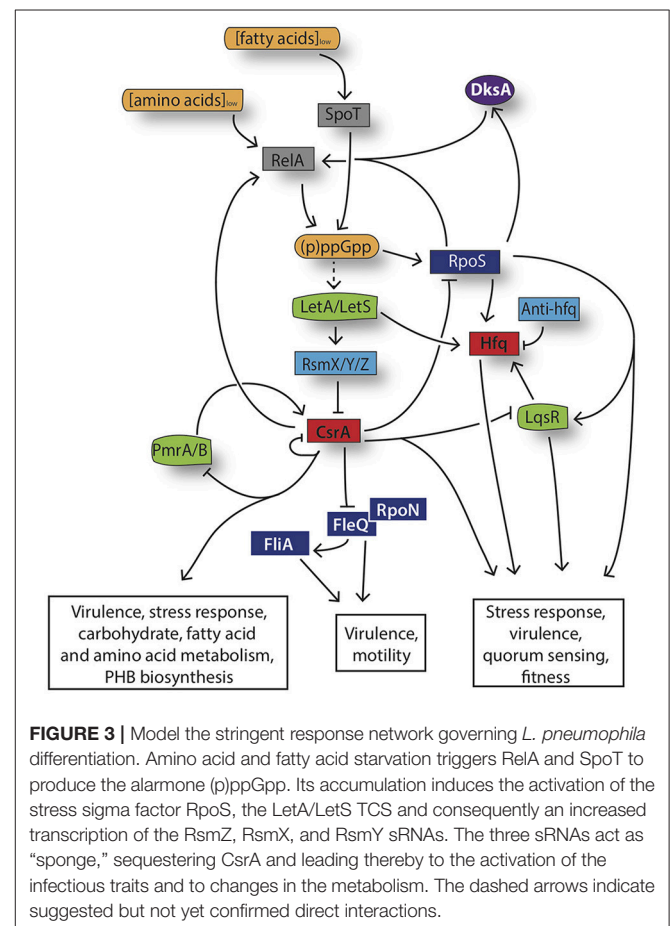 [fatty acids]low
[amino acids]low
DksA
SpoT
RelA
(p)ppGpp
RpoS
LetA/LetS
Anti-hfq
Hfq
RsmX/Y/Z
CsrA
LqsR
PmrA/B
RpoN
FleQ
FliA
Virulence, stress response,
carbohydrate, fatty acid
and amino acid metabolism,
PHB biosynthesis
Virulence,
motility
Stress response,
virulence,
quorum sensing,
fitness
FIGURE 3 | Model the stringent response network governing L. pneumophila
differentiation. Amino acid and fatty acid starvation triggers RelA and SpoT to
produce the alarmone (p)ppGpp. Its accumulation induces the activation of the
stress sigma factor RpoS, the LetA/LetS TCS and consequently an increased
transcription of the RsmZ, RsmX, and RsmY sRNAs. The three sRNAs act as
“sponge,” sequestering CsrA and leading thereby to the activation of the
infectious traits and to changes in the metabolism. The dashed arrows indicate
suggested but not yet confirmed direct interactions.